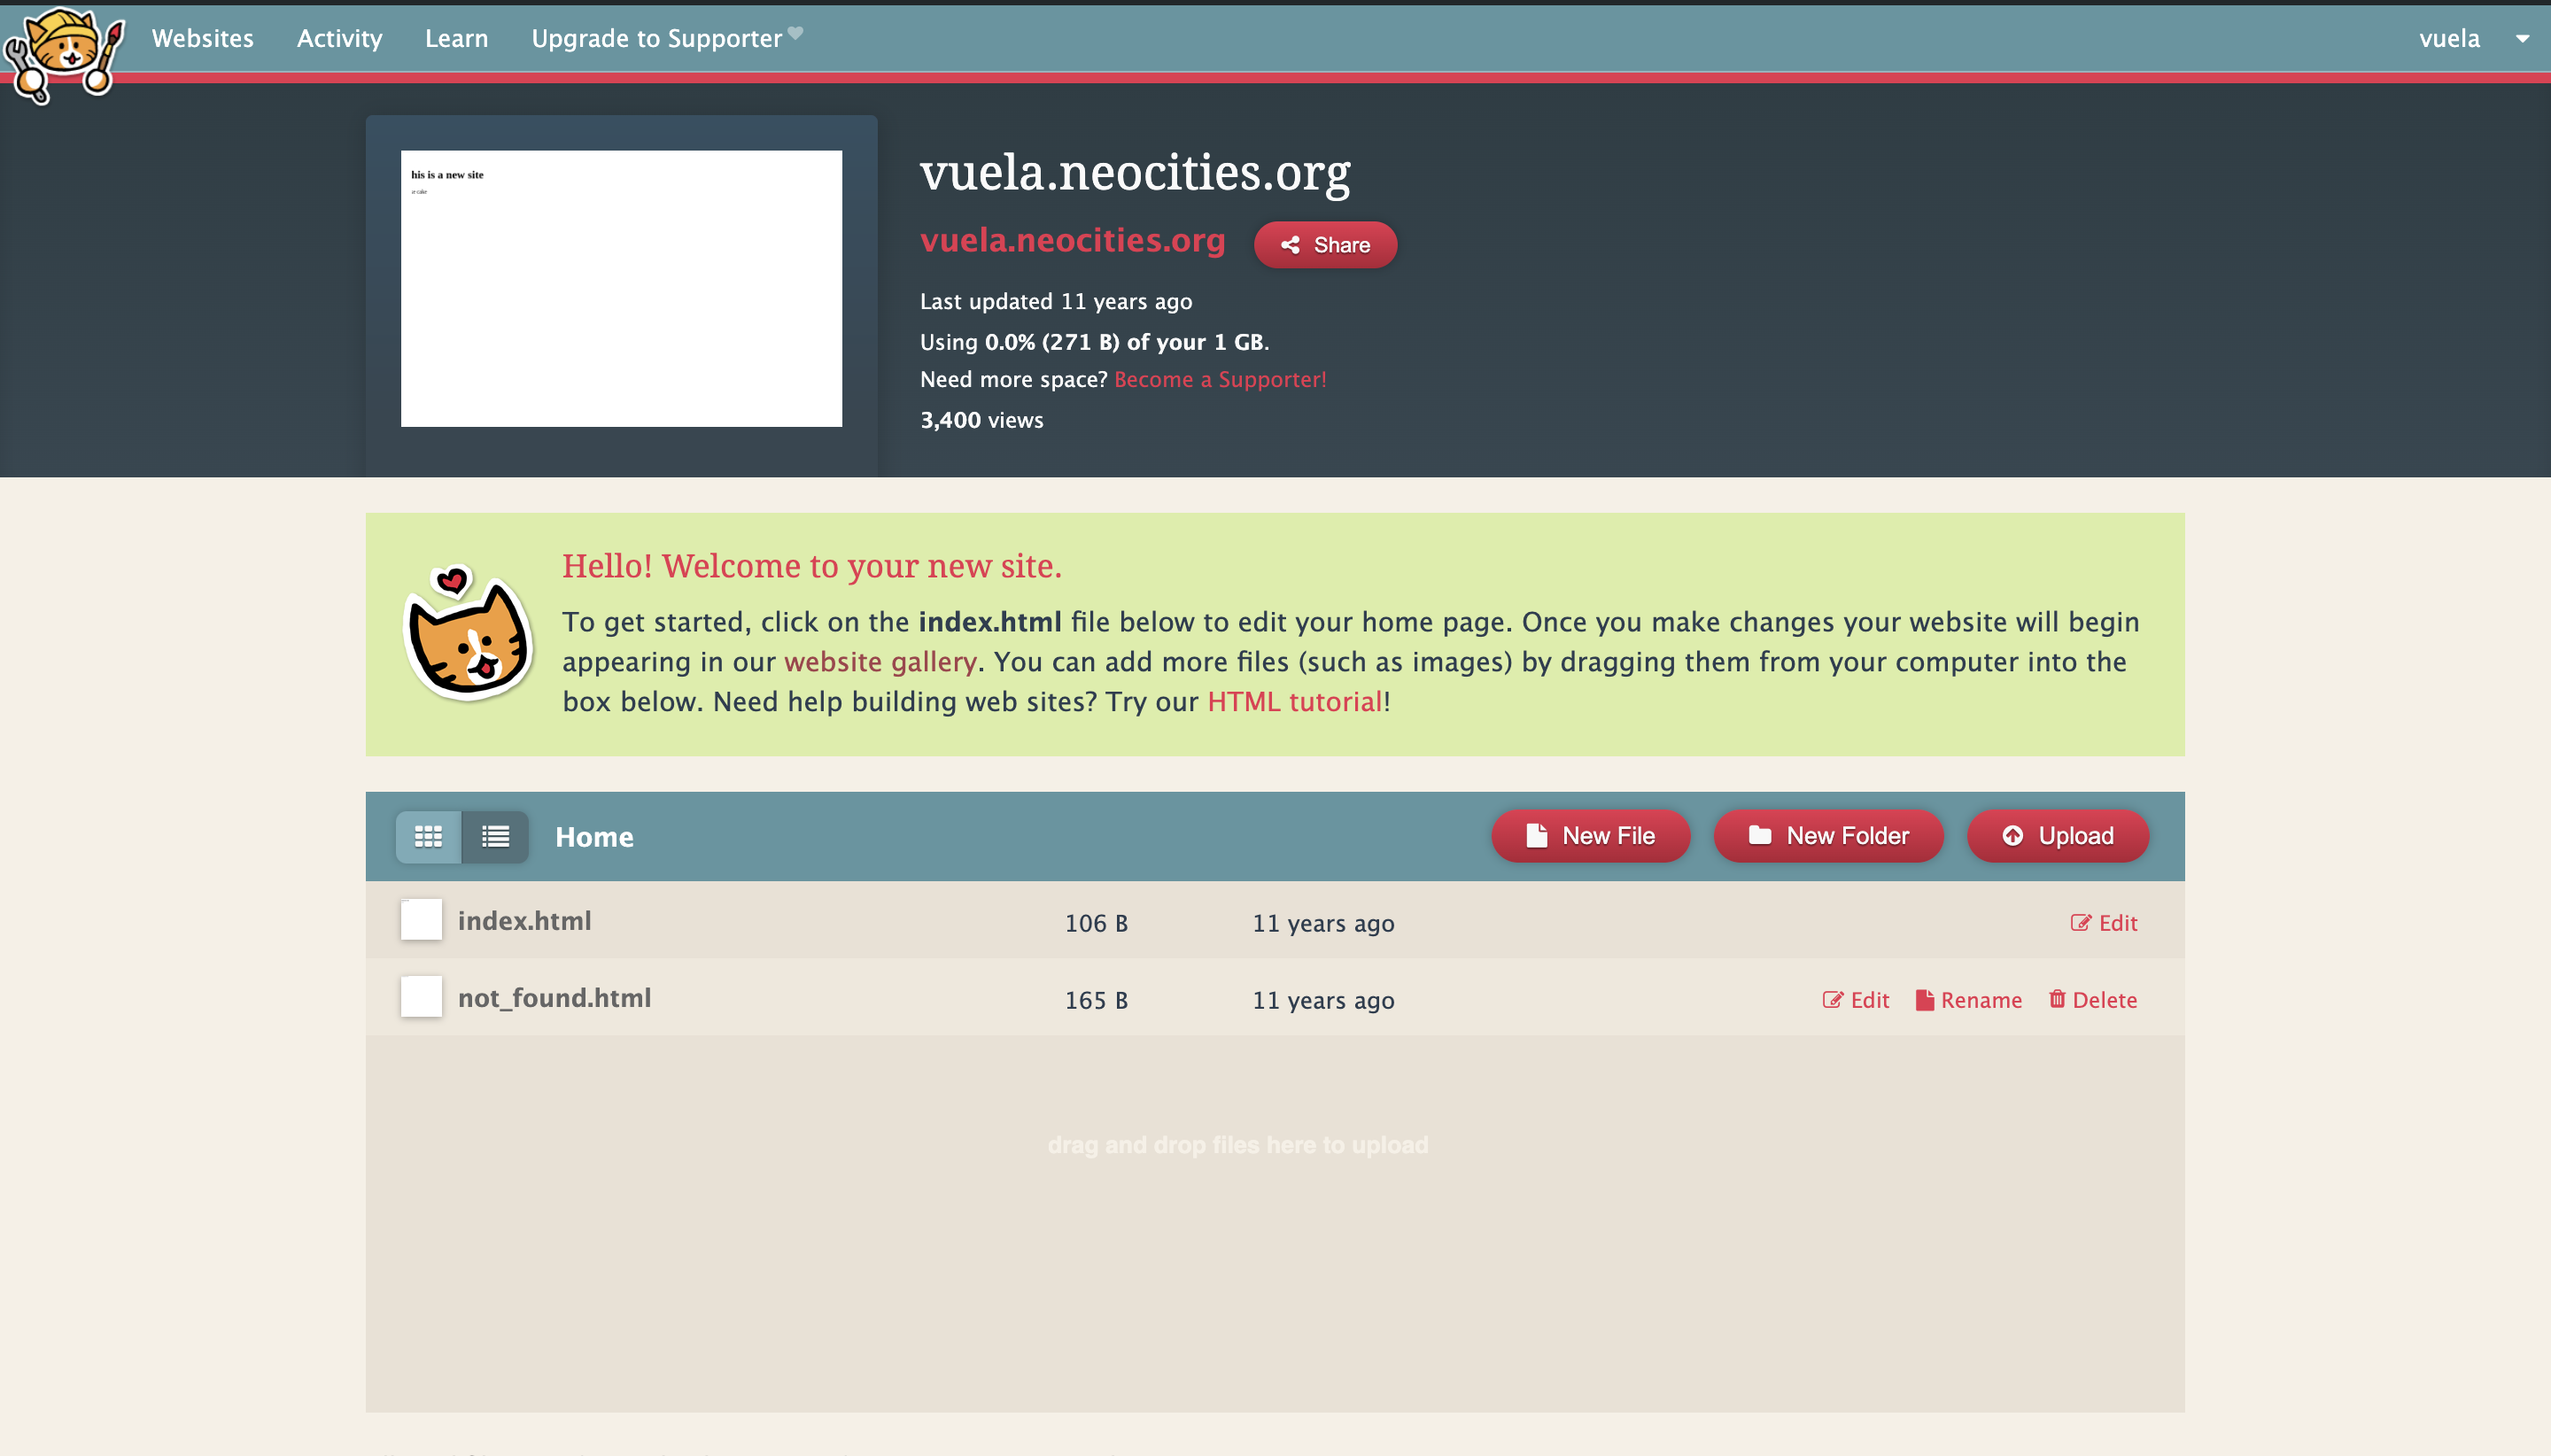 Websites Activity Learn Upgrade to Supporter vuela
his is a new site
vuela.neocities.org
vuela.neocities.org Share
Last updated 11 years ago
Using 0.0% (271 B) of your 1 GB.
Need more space? Become a Supporter!
3,400 views
Hello! Welcome to your new site.
To get started, click on the index.html file below to edit your home page. Once you make changes your website will begin
appearing in our website gallery. You can add more files (such as images) by dragging them from your computer into the
box below. Need help building web sites? Try our HTML tutorial!
Home New File New Folder Upload
index.html 106 B 11 years ago Edit
not_found.html 165 B 11 years ago Edit Rename Delete
drag and drop files here to upload